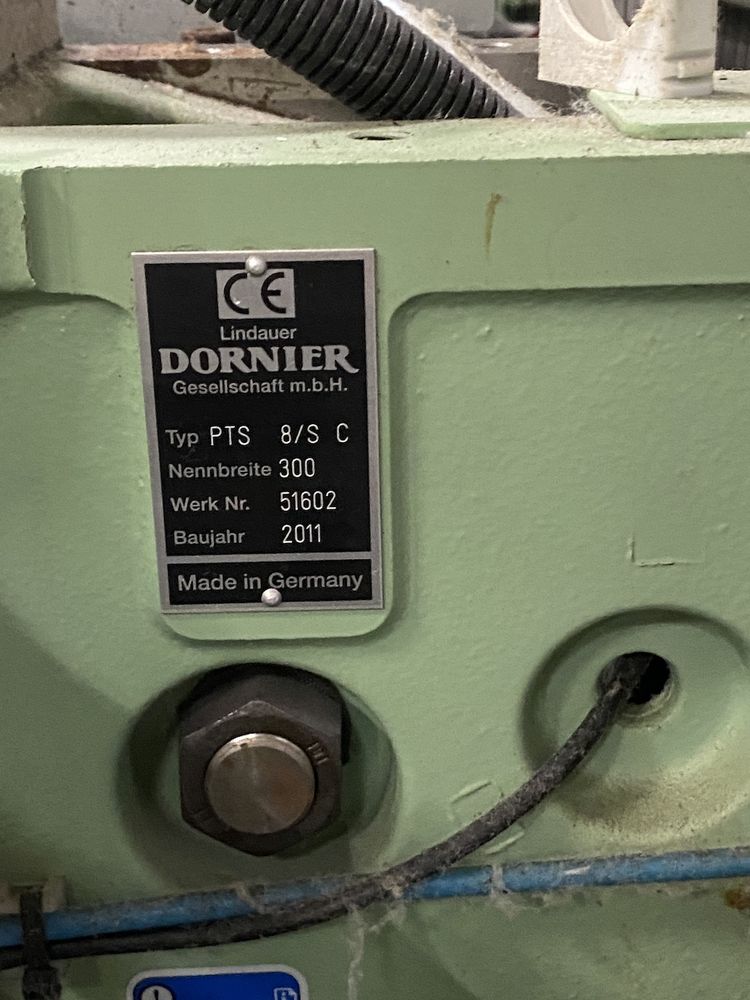 CE
Lindauer
DORNIER
Gesellschaft m.b.H.
Typ PTS 8/S C
Nennbreite 300
Werk Nr. 51602
Baujahr 2011
Made in Germany